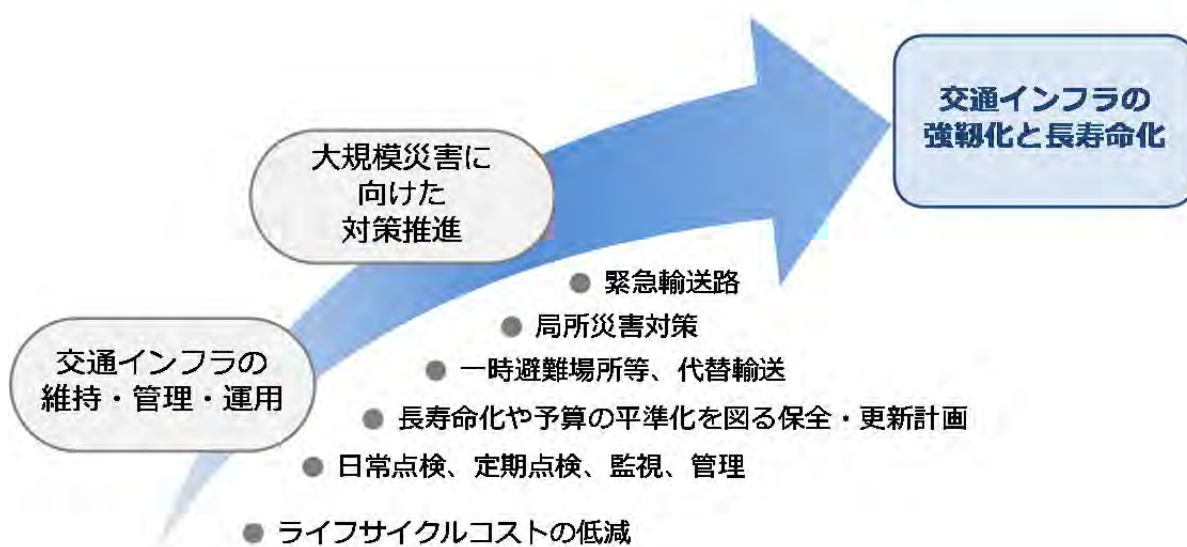 交通インフラの
強靱化と長寿命化
大規模災害に
向けた
対策推進
● 緊急輸送路
● 局所災害対策
交通インフラの
維持・管理・運用
● 一時避難場所等、代替輸送
● 長寿命化や予算の平準化を図る保全・更新計画
● 日常点検、定期点検、監視、管理
● ライフサイクルコストの低減